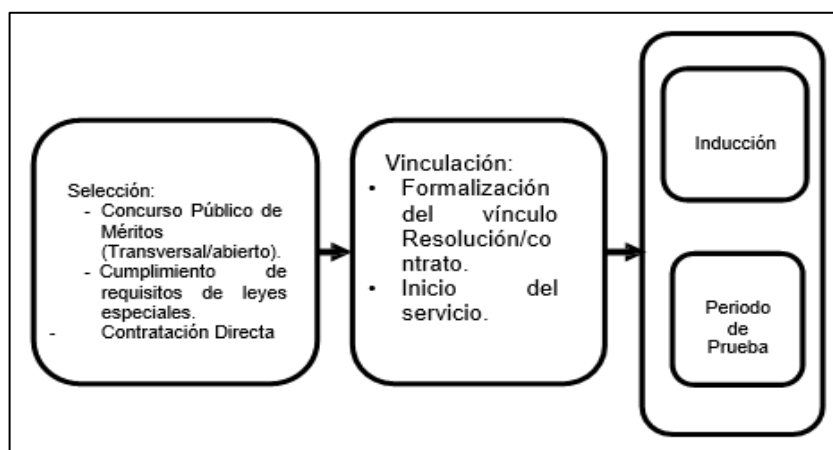 Selección:
- Concurso Público de
Méritos
(Transversal/abierto).
- Cumplimiento de
requisitos de leyes
especiales.
- Contratación Directa
Vinculación:
• Formalización
del vínculo
Resolución/co
ntrato.
• Inicio del
servicio.
Inducción
Periodo
de
Prueba